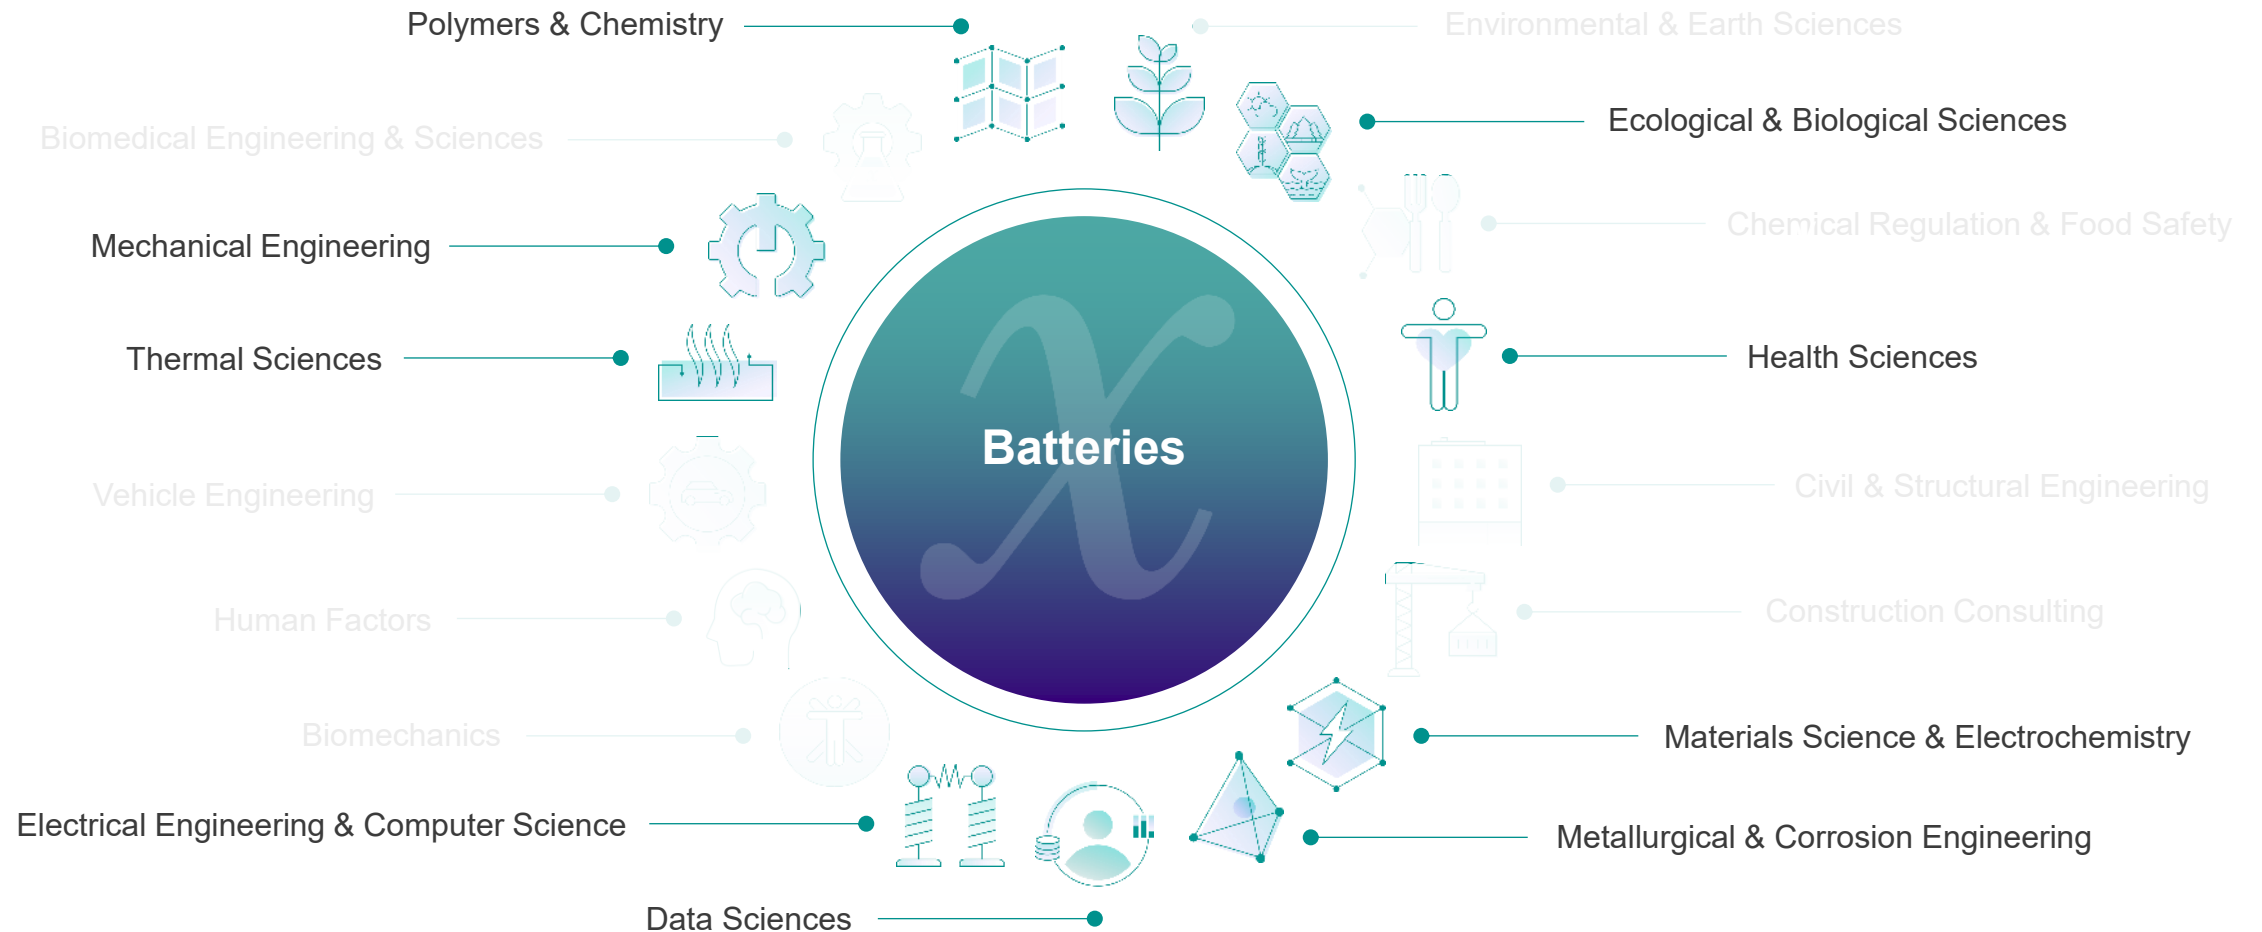 Polymers & Chemistry
Environmental & Earth Sciences
Ecological & Biological Sciences
Biomedical Engineering & Sciences
Chemical Regulation & Food Safety
Mechanical Engineering
Thermal Sciences
Health Sciences
Batteries
Vehicle Engineering
Civil & Structural Engineering
Human Factors
Construction Consulting
Biomechanics
Materials Science & Electrochemistry
Electrical Engineering & Computer Science
Metallurgical & Corrosion Engineering
Data Sciences